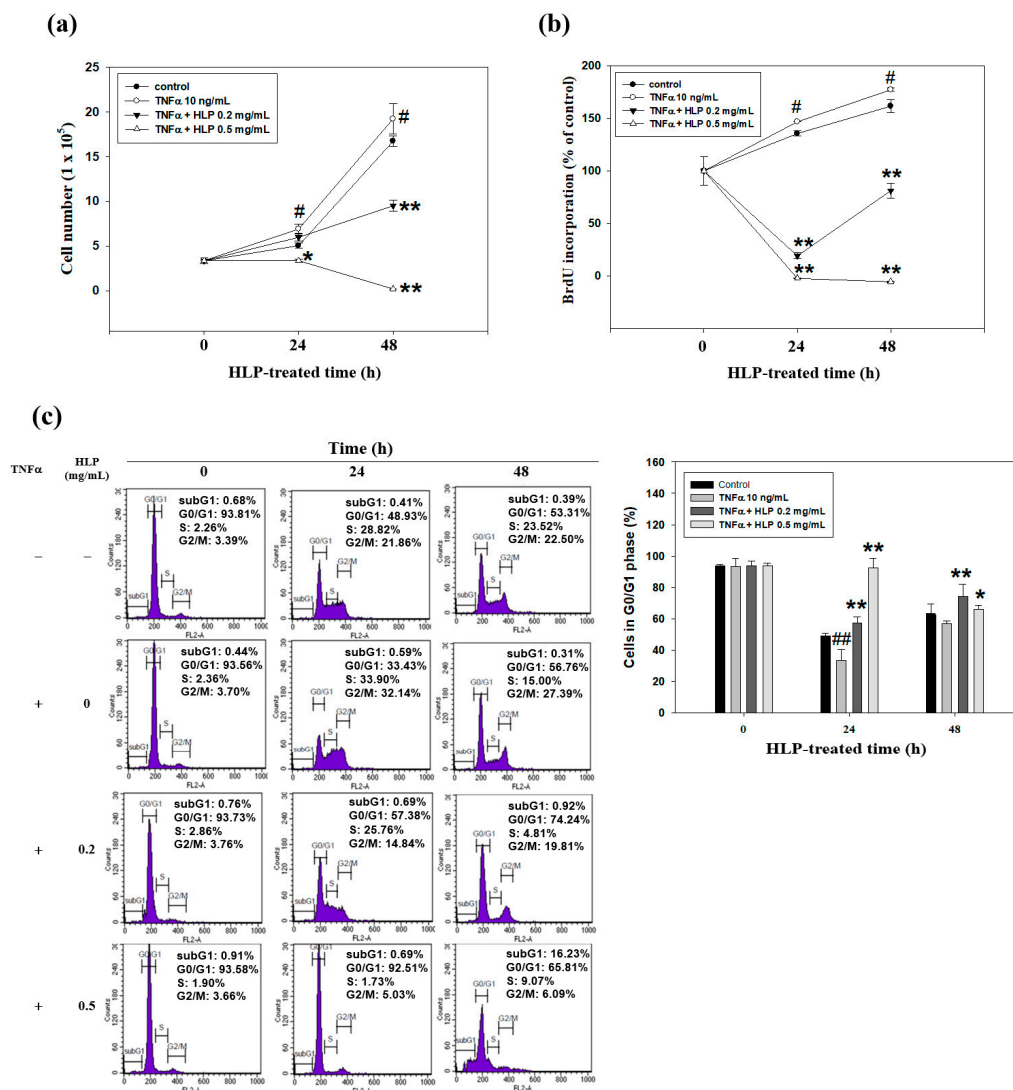 (a)
25
20
15
10
5
0
Cell number (1 x 10⁵)
control
TNFα 10 ng/mL
TNFα + HLP 0.2 mg/mL
TNFα + HLP 0.5 mg/mL
#
#
*
**
**
0 24 48
HLP-treated time (h)
(b)
200
150
100
50
0
BrdU incorporation (% of control)
control
TNFα 10 ng/mL
TNFα + HLP 0.2 mg/mL
TNFα + HLP 0.5 mg/mL
#
#
**
**
**
**
0 24 48
HLP-treated time (h)
(c)
Time (h)
TNFα HLP (mg/mL) 0 24 48
– –
subG1: 0.68%
G0/G1: 93.81%
S: 2.26%
G2/M: 3.39%
subG1: 0.41%
G0/G1: 48.93%
S: 28.82%
G2/M: 21.86%
subG1: 0.39%
G0/G1: 53.31%
S: 23.52%
G2/M: 22.50%
+ 0
subG1: 0.44%
G0/G1: 93.56%
S: 2.36%
G2/M: 3.70%
subG1: 0.59%
G0/G1: 33.43%
S: 33.90%
G2/M: 32.14%
subG1: 0.31%
G0/G1: 56.76%
S: 15.00%
G2/M: 27.39%
+ 0.2
subG1: 0.76%
G0/G1: 93.73%
S: 2.86%
G2/M: 3.76%
subG1: 0.69%
G0/G1: 57.38%
S: 25.76%
G2/M: 14.84%
subG1: 0.92%
G0/G1: 74.24%
S: 4.81%
G2/M: 19.81%
+ 0.5
subG1: 0.91%
G0/G1: 93.58%
S: 1.90%
G2/M: 3.66%
subG1: 0.69%
G0/G1: 92.51%
S: 1.73%
G2/M: 5.03%
subG1: 16.23%
G0/G1: 65.81%
S: 9.07%
G2/M: 6.09%
Counts
0 200 400 600 800 1000
FL2-A
160
140
120
100
80
60
40
20
0
Cells in G0/G1 phase (%)
Control
TNFα 10 ng/mL
TNFα + HLP 0.2 mg/mL
TNFα + HLP 0.5 mg/mL
##
**
**
**
*
0 24 48
HLP-treated time (h)